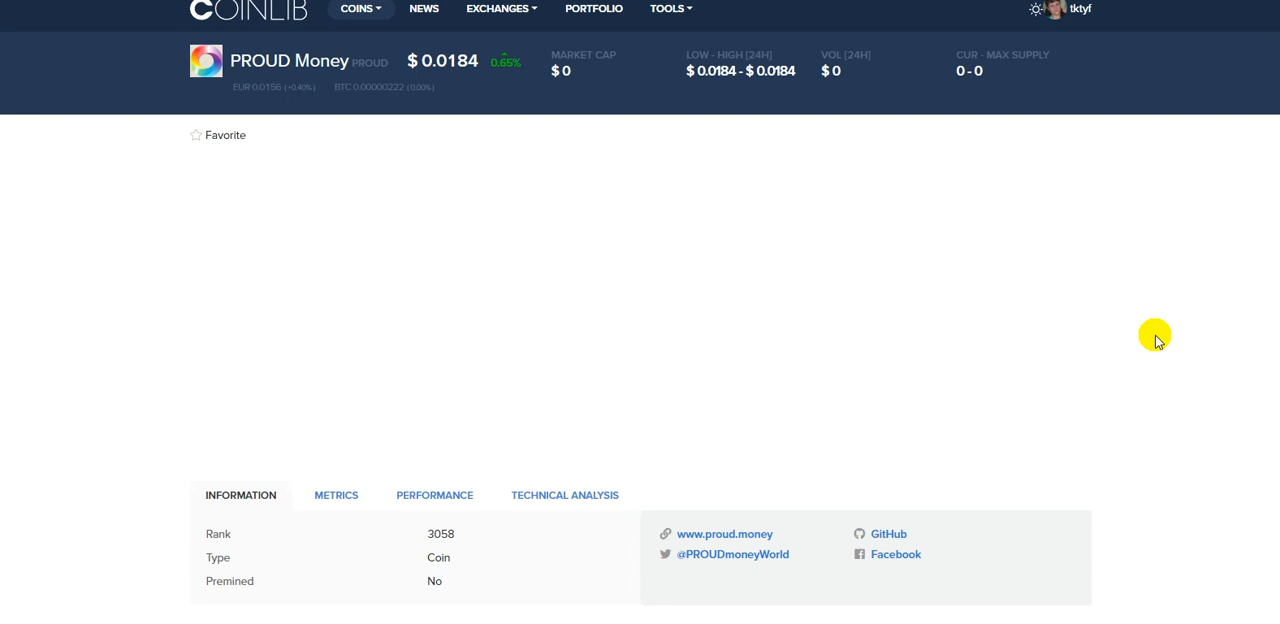 COINLIB COINS NEWS EXCHANGES PORTFOLIO TOOLS tktyf
PROUD Money PROUD $ 0.0184 0.65% MARKET CAP LOW - HIGH [24H] VOL [24H] CUR - MAX SUPPLY
$ 0 $ 0.0184 - $ 0.0184 $ 0 0 - 0
EUR 0.0156 (+0.40%) BTC 0.00000222 (0.00%)
Favorite
INFORMATION METRICS PERFORMANCE TECHNICAL ANALYSIS
Rank 3058 www.proud.money GitHub
Type Coin @PROUDmoneyWorld Facebook
Premined No